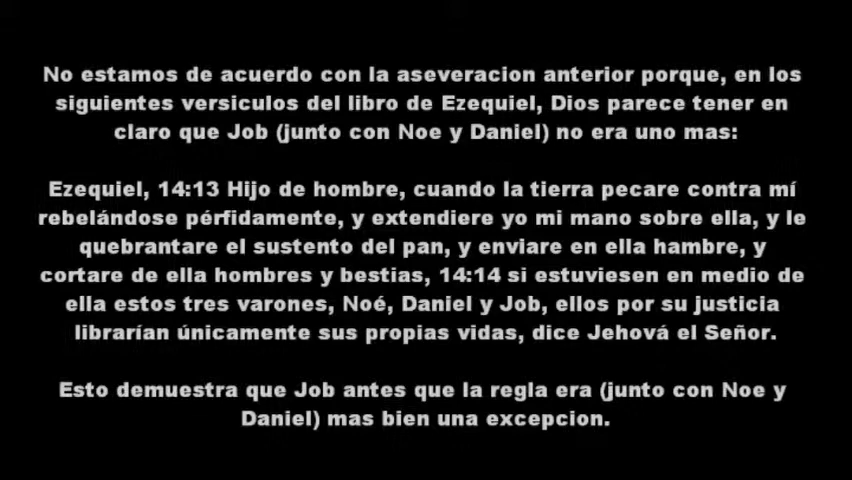 No estamos de acuerdo con la aseveracion anterior porque, en los
siguientes versiculos del libro de Ezequiel, Dios parece tener en
claro que Job (junto con Noe y Daniel) no era uno mas:
Ezequiel, 14:13 Hijo de hombre, cuando la tierra pecare contra mí
rebelándose pérfidamente, y extendiere yo mi mano sobre ella, y le
quebrantare el sustento del pan, y enviare en ella hambre, y
cortare de ella hombres y bestias, 14:14 si estuviesen en medio de
ella estos tres varones, Noé, Daniel y Job, ellos por su justicia
librarían únicamente sus propias vidas, dice Jehová el Señor.
Esto demuestra que Job antes que la regla era (junto con Noe y
Daniel) mas bien una excepcion.